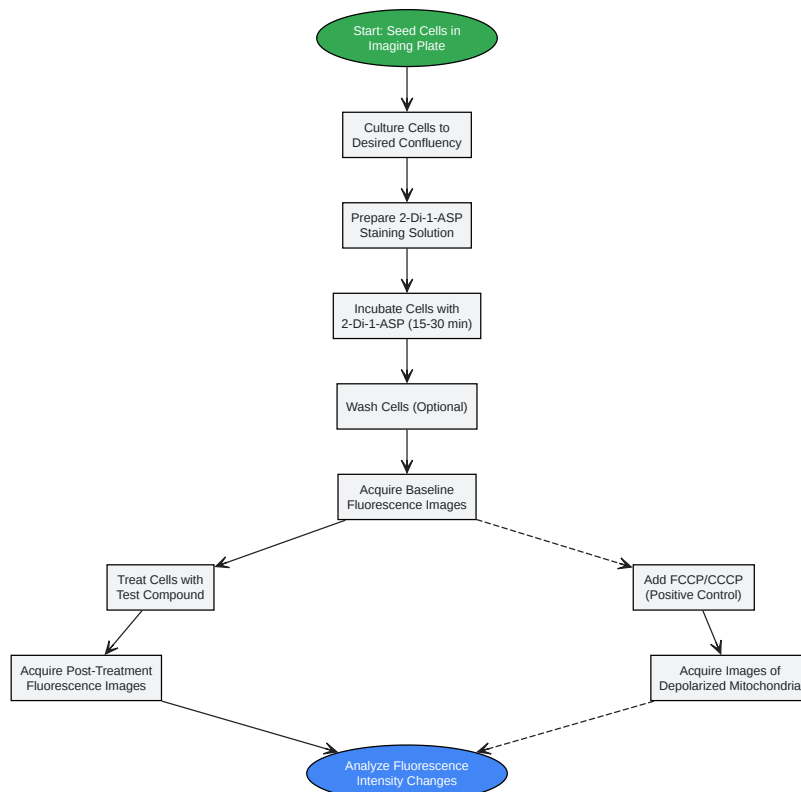 Start: Seed Cells in
Imaging Plate
Culture Cells to
Desired Confluency
Prepare 2-Di-1-ASP
Staining Solution
Incubate Cells with
2-Di-1-ASP (15-30 min)
Wash Cells (Optional)
Acquire Baseline
Fluorescence Images
Treat Cells with
Test Compound
Add FCCP/CCCP
(Positive Control)
Acquire Post-Treatment
Fluorescence Images
Acquire Images of
Depolarized Mitochondria
Analyze Fluorescence
Intensity Changes